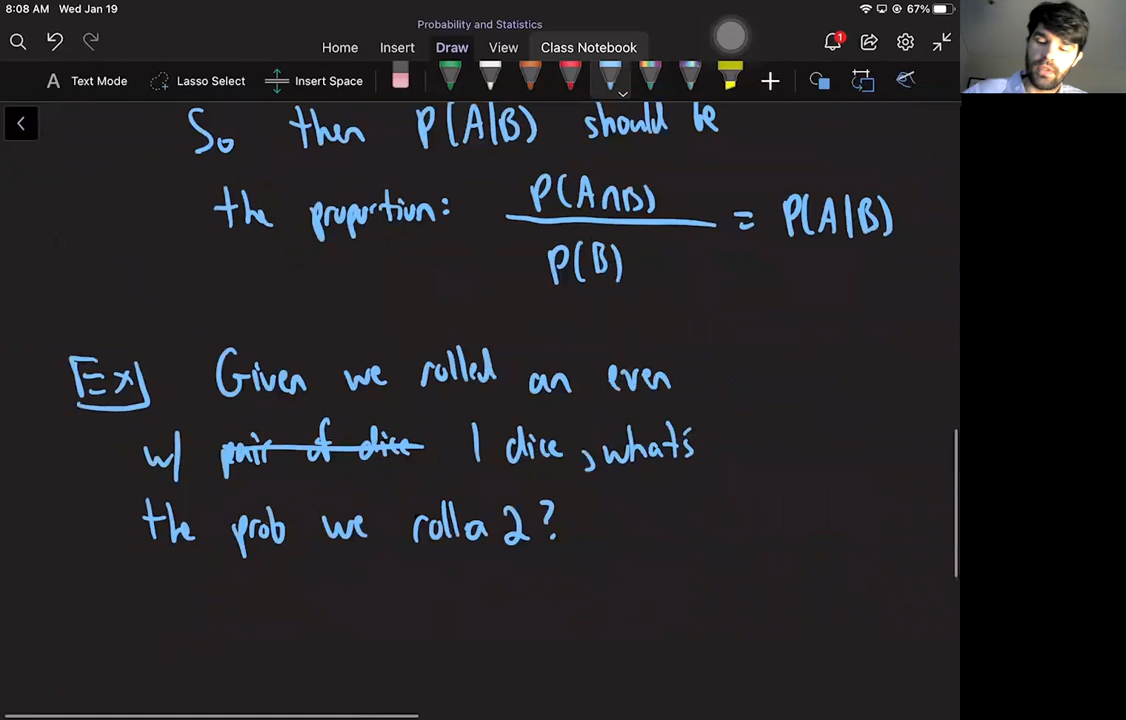 8:08 AM Wed Jan 19
67%
Probability and Statistics
Home Insert Draw View Class Notebook
1
A Text Mode Lasso Select Insert Space
So then P(A|B) should be
the proportion: P(A∩B) / P(B) = P(A|B)
Ex Given we rolled an even
w/ pair of dice 1 dice, what's
the prob we roll a 2?